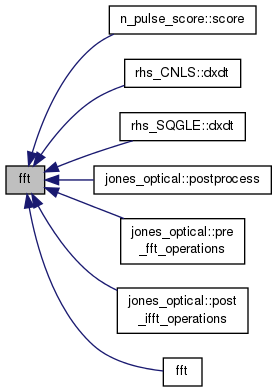 n_pulse_score::score
rhs_CNLS::dxdt
rhs_SQGLE::dxdt
fft
jones_optical::postprocess
jones_optical::pre
_fft_operations
jones_optical::post
_ifft_operations
fft